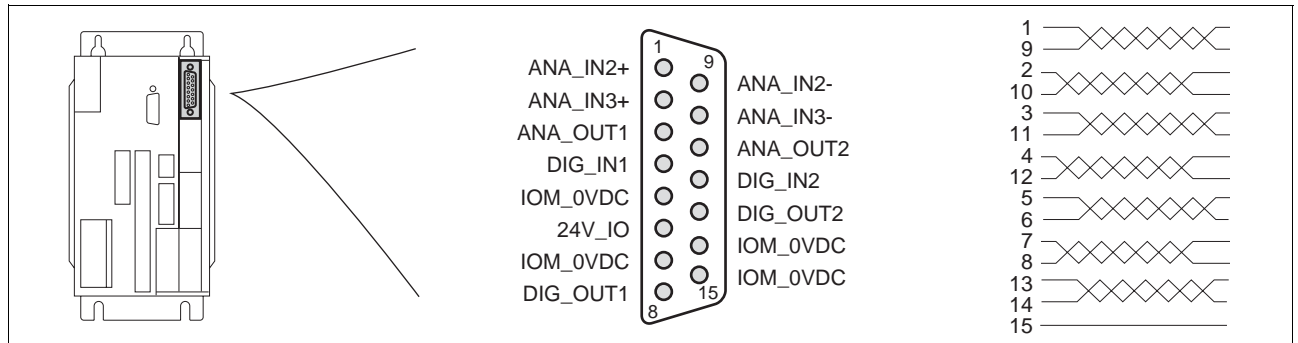 1
ANA_IN2+
ANA_IN3+
ANA_OUT1
DIG_IN1
IOM_0VDC
24V_IO
IOM_0VDC
DIG_OUT1
8
9
ANA_IN2-
ANA_IN3-
ANA_OUT2
DIG_IN2
DIG_OUT2
IOM_0VDC
IOM_0VDC
15
1
9
2
10
3
11
4
12
5
6
7
8
13
14
15